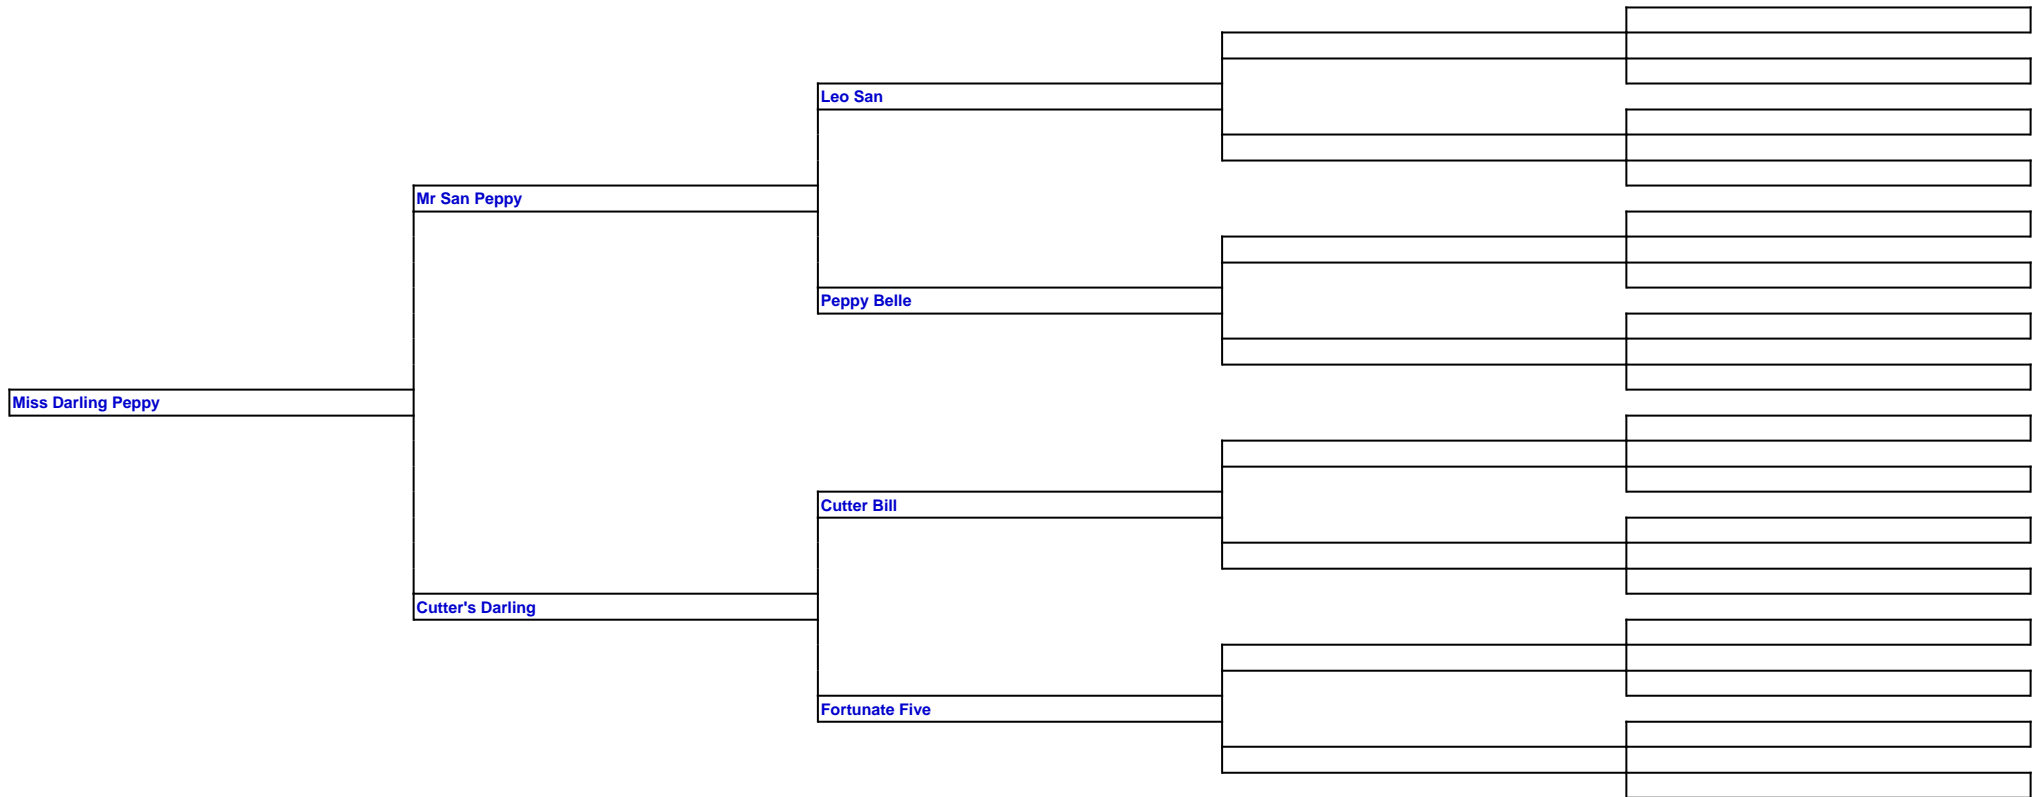 Leo San
Mr San Peppy
Peppy Belle
Miss Darling Peppy
Cutter Bill
Cutter's Darling
Fortunate Five